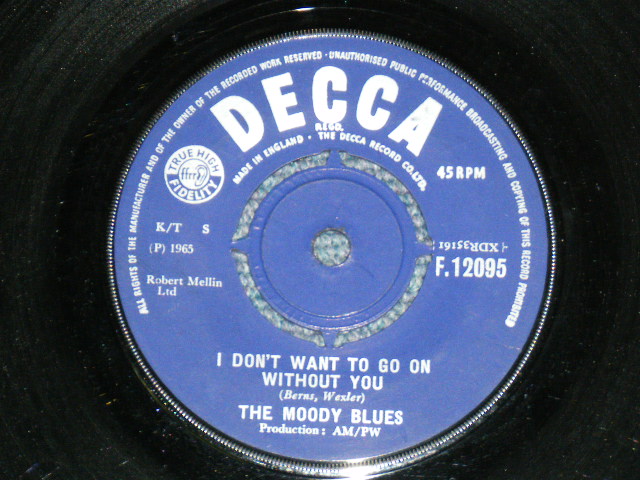 ALL RIGHTS OF THE MANUFACTURER AND OF THE OWNER OF THE RECORDED WORK RESERVED · UNAUTHORISED PUBLIC PERFORMANCE BROADCASTING AND COPYING OF THIS RECORD PROHIBITED
DECCA
REGD.
MADE IN ENGLAND · THE DECCA RECORD CO. LTD.
TRUE HIGH
ffrr
FIDELITY
45 RPM
K/T S
(P) 1965
XDR35161
F.12095
Robert Mellin
Ltd
I DON'T WANT TO GO ON
WITHOUT YOU
(Berns, Wexler)
THE MOODY BLUES
Production : AM/PW